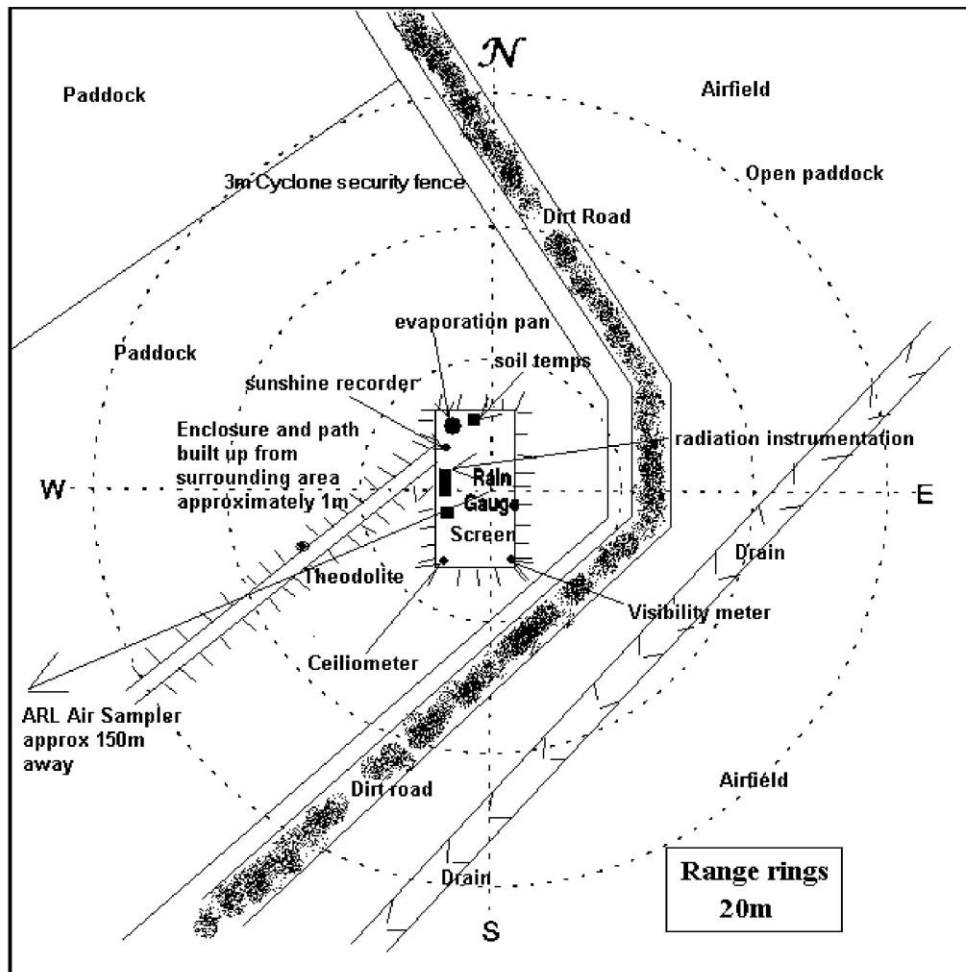 N
Paddock
Airfield
Open paddock
3m Cyclone security fence
Dirt Road
evaporation pan
soil temps
Paddock
sunshine recorder
Enclosure and path
built up from
surrounding area
approximately 1m
radiation instrumentation
Rain
Gaug
Screen
W
E
Theodolite
Drain
Visibility meter
Ceiliometer
ARL Air Sampler
approx 150m
away
Dirt road
Airfield
Drain
S
Range rings
20m